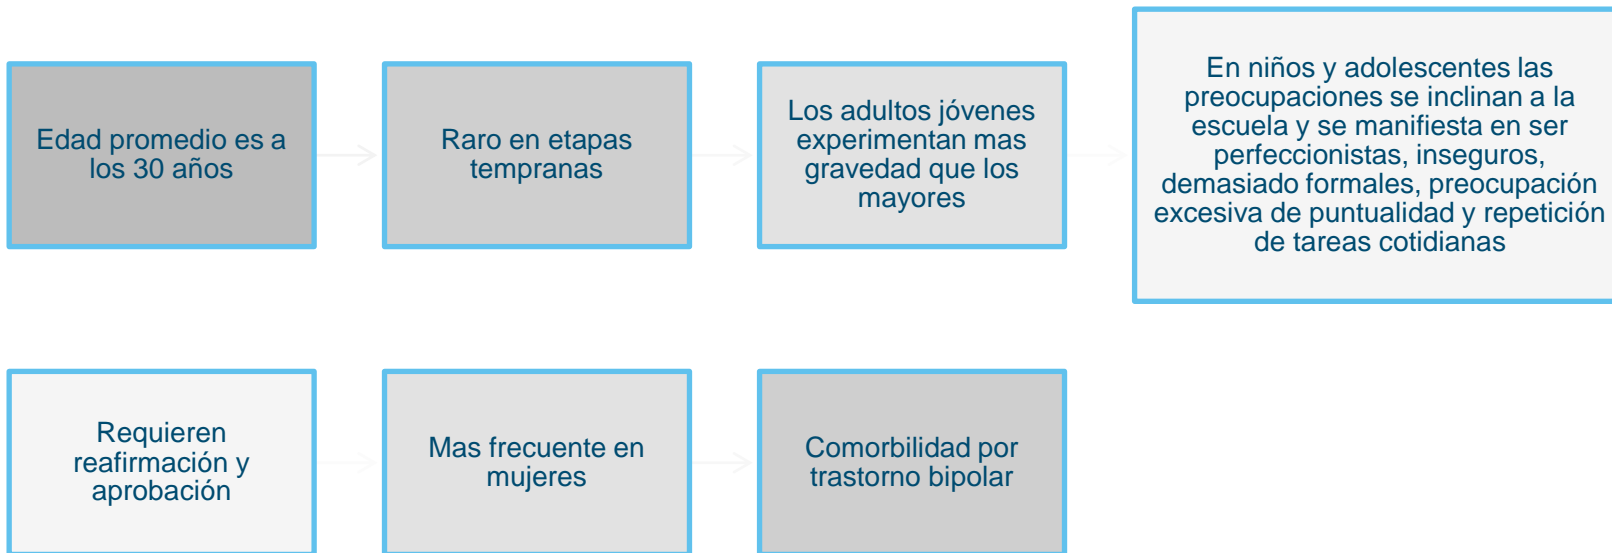 Edad promedio es a
los 30 años
Raro en etapas
tempranas
Los adultos jóvenes
experimentan mas
gravedad que los
mayores
En niños y adolescentes las
preocupaciones se inclinan a la
escuela y se manifiesta en ser
perfeccionistas, inseguros,
demasiado formales, preocupación
excesiva de puntualidad y repetición
de tareas cotidianas
Requieren
reafirmación y
aprobación
Mas frecuente en
mujeres
Comorbilidad por
trastorno bipolar